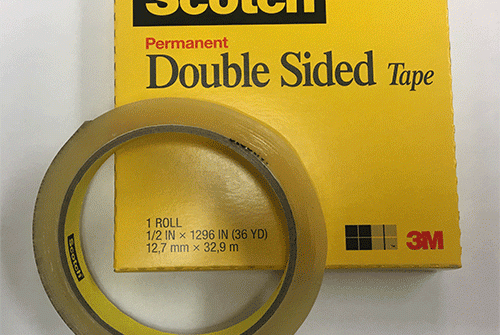 Scotch
Permanent
Double Sided Tape
1 ROLL
1/2 IN × 1296 IN (36 YD)
12,7 mm × 32,9 m
3M
Scotch